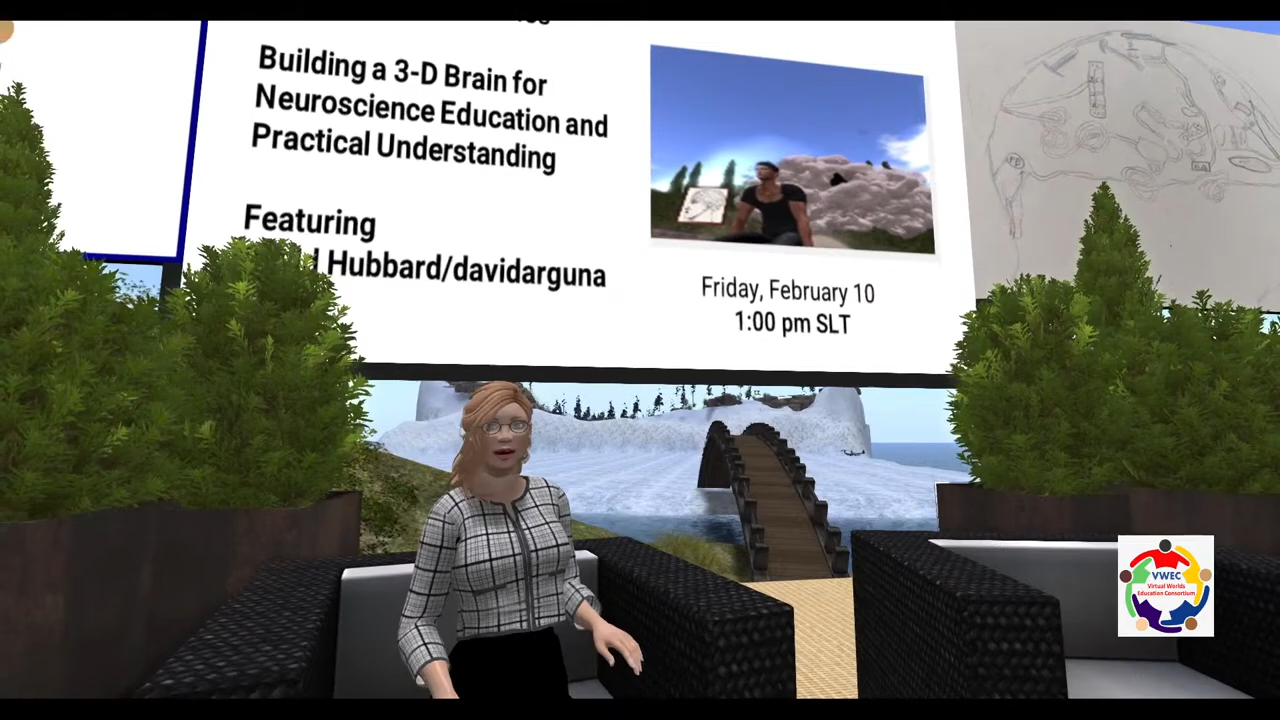 Building a 3-D Brain for
Neuroscience Education and
Practical Understanding
Featuring
Hubbard/davidarguna
Friday, February 10
1:00 pm SLT
VWEC
Virtual Worlds
Education Consortium